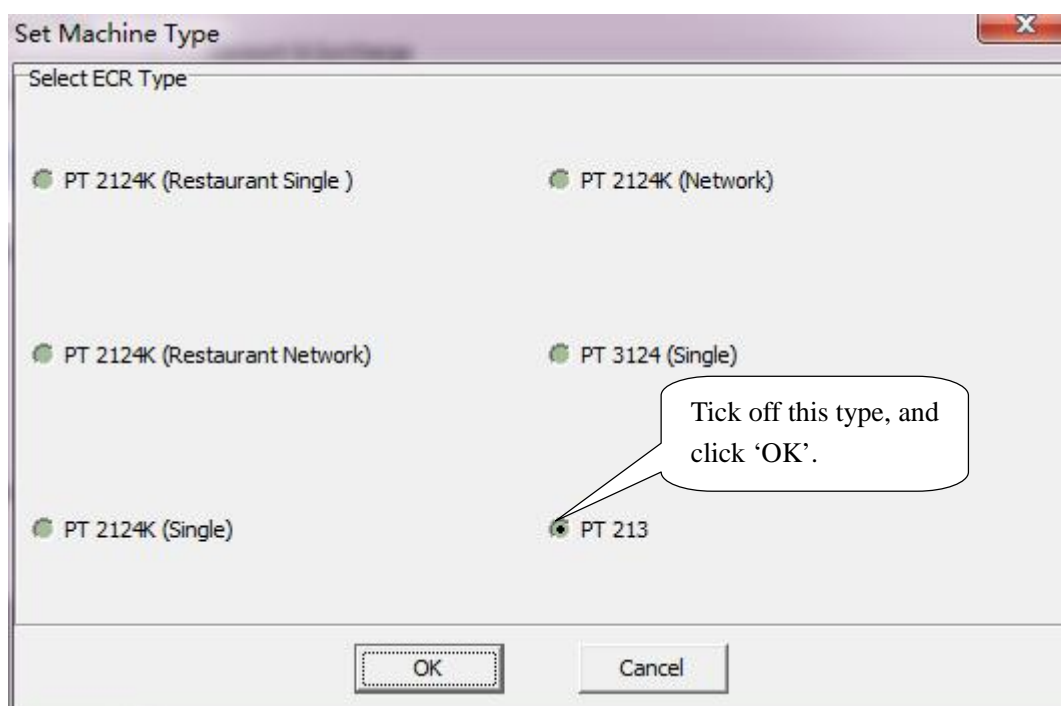 Set Machine Type
Select ECR Type
PT 2124K (Restaurant Single )
PT 2124K (Network)
PT 2124K (Restaurant Network)
PT 3124 (Single)
Tick off this type, and
click ‘OK’.
PT 2124K (Single)
PT 213
OK
Cancel